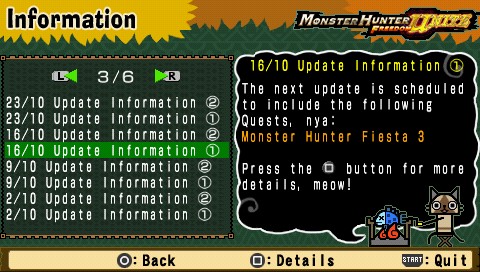 Information
MONSTER HUNTER
FREEDOM UNITE
L 3/6 R
23/10 Update Information ②
23/10 Update Information ①
16/10 Update Information ②
16/10 Update Information ①
9/10 Update Information ②
9/10 Update Information ①
2/10 Update Information ②
2/10 Update Information ①
16/10 Update Information ①
The next update is scheduled
to include the following
Quests, nya:
Monster Hunter Fiesta 3
Press the □ button for more
details, meow!
○: Back
□: Details
START: Quit